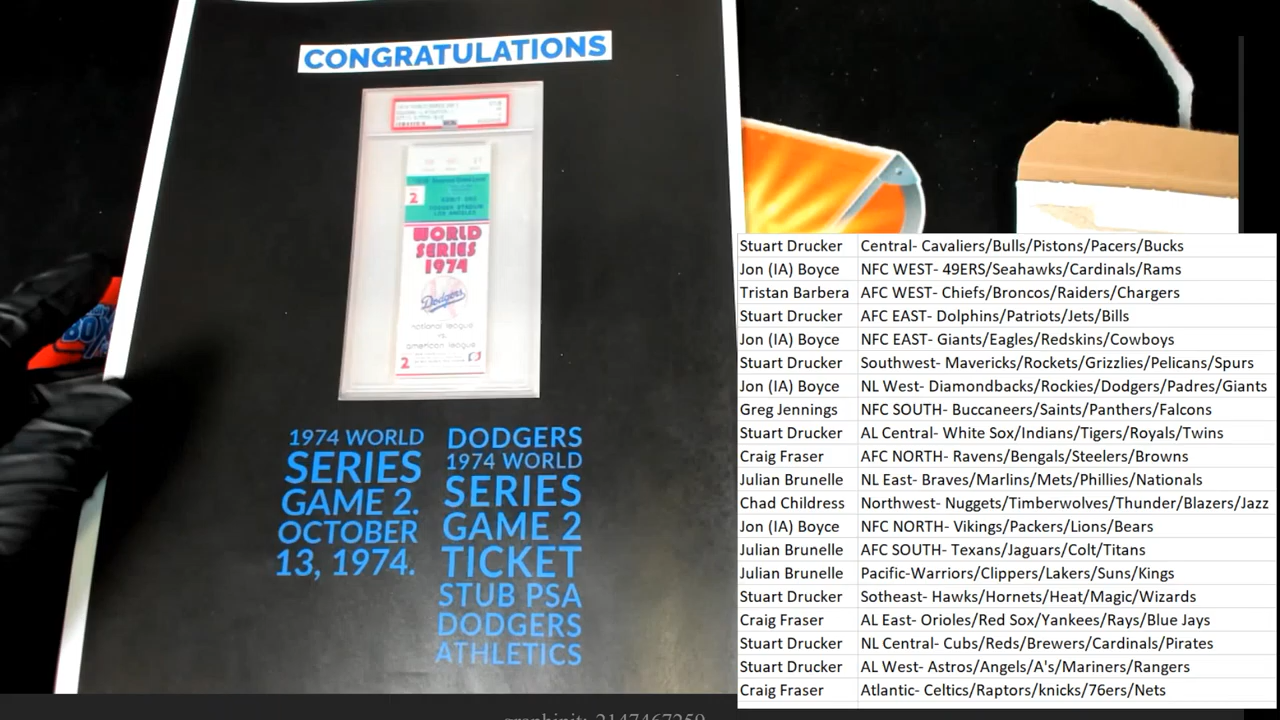 CONGRATULATIONS
2
WORLD
SERIES
1974
Dodgers
national league
vs.
american league
2
1974 WORLD
SERIES
GAME 2.
OCTOBER
13, 1974.
DODGERS
1974 WORLD
SERIES
GAME 2
TICKET
STUB PSA
DODGERS
ATHLETICS
BOX
Stuart Drucker Central- Cavaliers/Bulls/Pistons/Pacers/Bucks
Jon (IA) Boyce NFC WEST- 49ERS/Seahawks/Cardinals/Rams
Tristan Barbera AFC WEST- Chiefs/Broncos/Raiders/Chargers
Stuart Drucker AFC EAST- Dolphins/Patriots/Jets/Bills
Jon (IA) Boyce NFC EAST- Giants/Eagles/Redskins/Cowboys
Stuart Drucker Southwest- Mavericks/Rockets/Grizzlies/Pelicans/Spurs
Jon (IA) Boyce NL West- Diamondbacks/Rockies/Dodgers/Padres/Giants
Greg Jennings NFC SOUTH- Buccaneers/Saints/Panthers/Falcons
Stuart Drucker AL Central- White Sox/Indians/Tigers/Royals/Twins
Craig Fraser AFC NORTH- Ravens/Bengals/Steelers/Browns
Julian Brunelle NL East- Braves/Marlins/Mets/Phillies/Nationals
Chad Childress Northwest- Nuggets/Timberwolves/Thunder/Blazers/Jazz
Jon (IA) Boyce NFC NORTH- Vikings/Packers/Lions/Bears
Julian Brunelle AFC SOUTH- Texans/Jaguars/Colt/Titans
Julian Brunelle Pacific-Warriors/Clippers/Lakers/Suns/Kings
Stuart Drucker Sotheast- Hawks/Hornets/Heat/Magic/Wizards
Craig Fraser AL East- Orioles/Red Sox/Yankees/Rays/Blue Jays
Stuart Drucker NL Central- Cubs/Reds/Brewers/Cardinals/Pirates
Stuart Drucker AL West- Astros/Angels/A's/Mariners/Rangers
Craig Fraser Atlantic- Celtics/Raptors/knicks/76ers/Nets